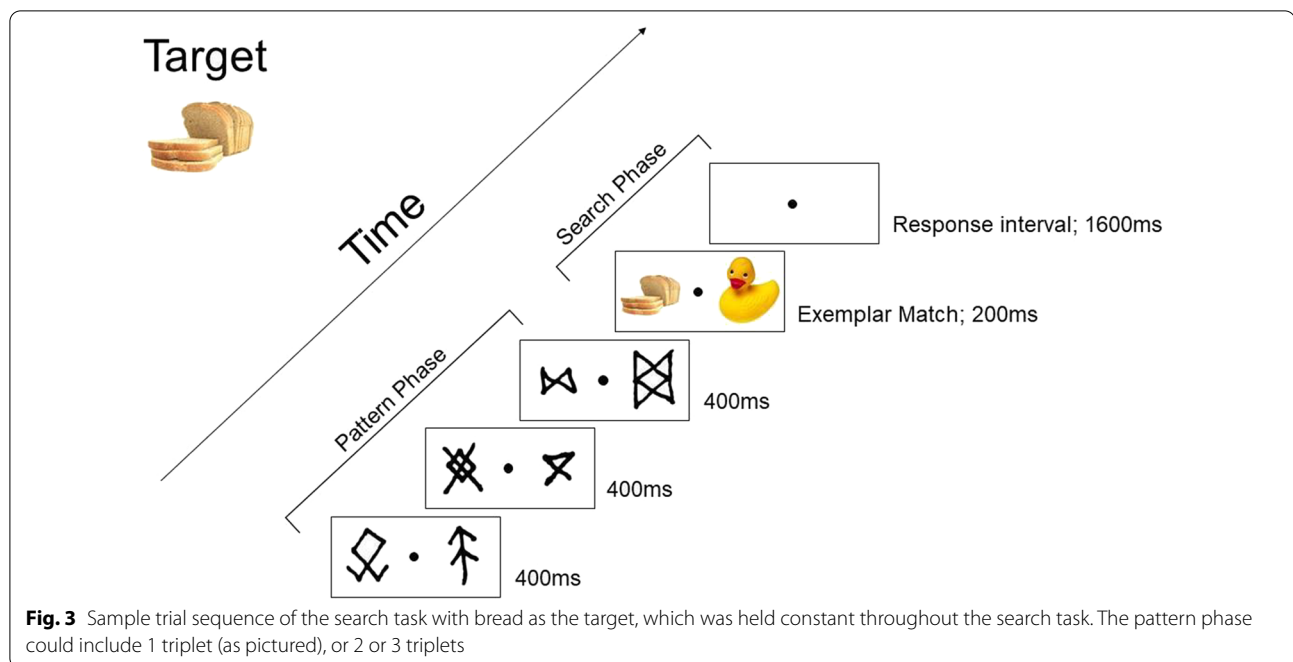 Target
Time
Search Phase
Response interval; 1600ms
Exemplar Match; 200ms
Pattern Phase
400ms
400ms
400ms
Fig. 3 Sample trial sequence of the search task with bread as the target, which was held constant throughout the search task. The pattern phase
could include 1 triplet (as pictured), or 2 or 3 triplets